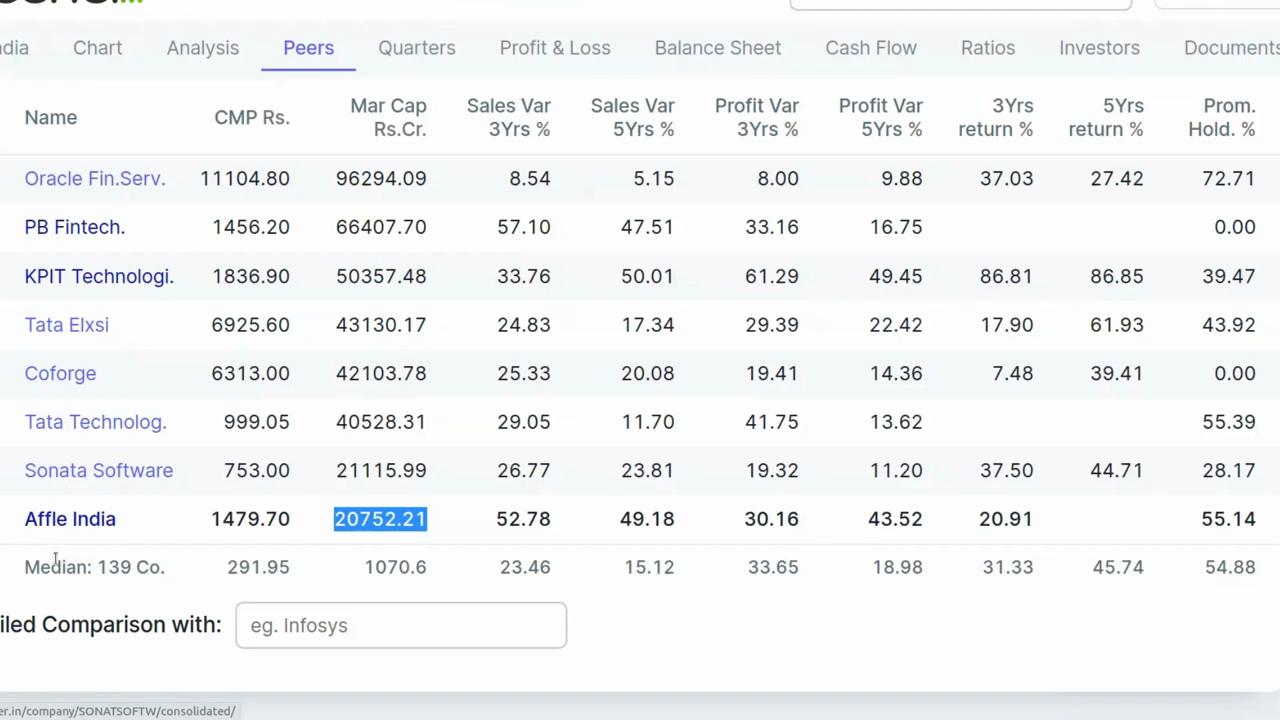 dia Chart Analysis Peers Quarters Profit & Loss Balance Sheet Cash Flow Ratios Investors Documents
Name CMP Rs. Mar Cap Rs.Cr. Sales Var 3Yrs % Sales Var 5Yrs % Profit Var 3Yrs % Profit Var 5Yrs % 3Yrs return % 5Yrs return % Prom. Hold. %
Oracle Fin.Serv. 11104.80 96294.09 8.54 5.15 8.00 9.88 37.03 27.42 72.71
PB Fintech. 1456.20 66407.70 57.10 47.51 33.16 16.75 0.00
KPIT Technologi. 1836.90 50357.48 33.76 50.01 61.29 49.45 86.81 86.85 39.47
Tata Elxsi 6925.60 43130.17 24.83 17.34 29.39 22.42 17.90 61.93 43.92
Coforge 6313.00 42103.78 25.33 20.08 19.41 14.36 7.48 39.41 0.00
Tata Technolog. 999.05 40528.31 29.05 11.70 41.75 13.62 55.39
Sonata Software 753.00 21115.99 26.77 23.81 19.32 11.20 37.50 44.71 28.17
Affle India 1479.70 20752.21 52.78 49.18 30.16 43.52 20.91 55.14
Median: 139 Co. 291.95 1070.6 23.46 15.12 33.65 18.98 31.33 45.74 54.88
iled Comparison with: eg. Infosys
er.in/company/SONATSOFTW/consolidated/